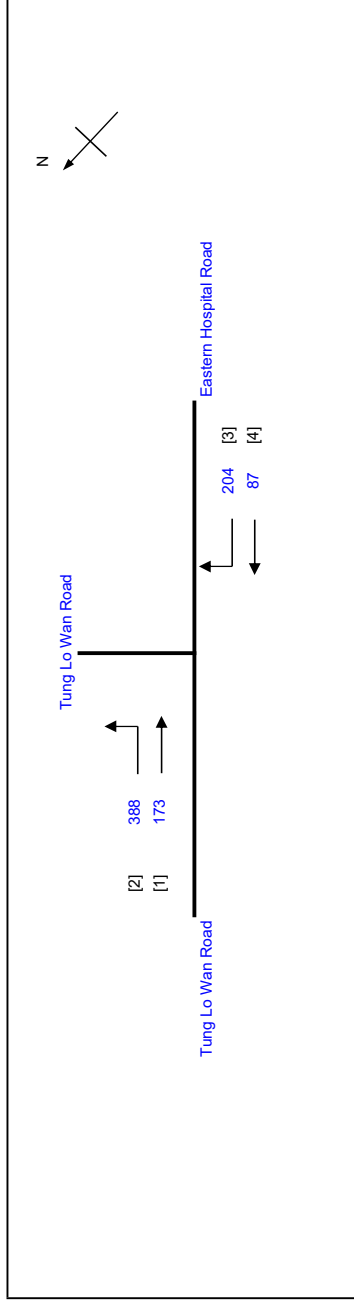 N
Tung Lo Wan Road
Eastern Hospital Road
[2] 388
[1] 173
204 [3]
87 [4]
Tung Lo Wan Road